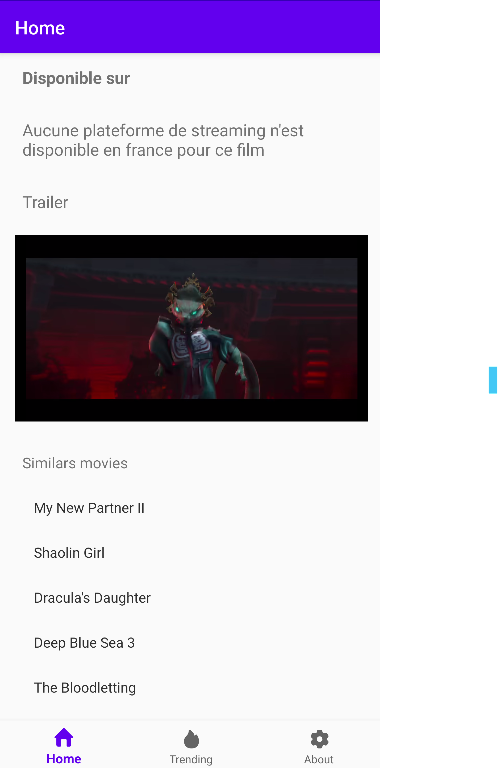 Home
Disponible sur
Aucune plateforme de streaming n'est
disponible en france pour ce film
Trailer
Similars movies
My New Partner II
Shaolin Girl
Dracula's Daughter
Deep Blue Sea 3
The Bloodletting
Home
Trending
About